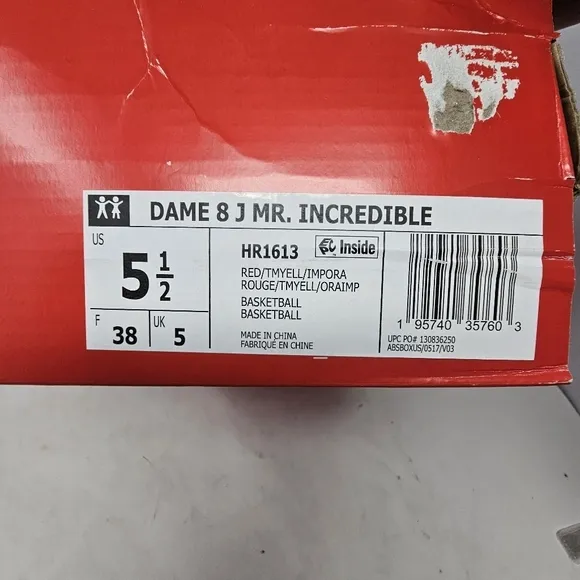 DAME 8 J MR. INCREDIBLE
US
5 1/2
F
38
UK
5
HR1613
Inside
RED/TMYELL/IMPORA
ROUGE/TMYELL/ORAIMP
BASKETBALL
BASKETBALL
MADE IN CHINA
FABRIQUÉ EN CHINE
1 95740 35760 3
UPC PO# 130836250
ABSBOXUS/0517/V03